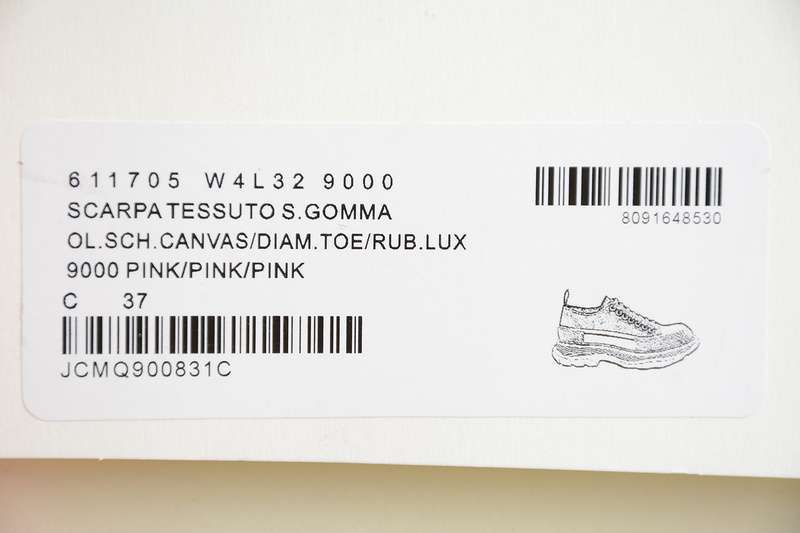 611705 W4L32 9000
SCARPA TESSUTO S.GOMMA
OL.SCH.CANVAS/DIAM.TOE/RUB.LUX
9000 PINK/PINK/PINK
C 37
JCMQ900831C
8091648530